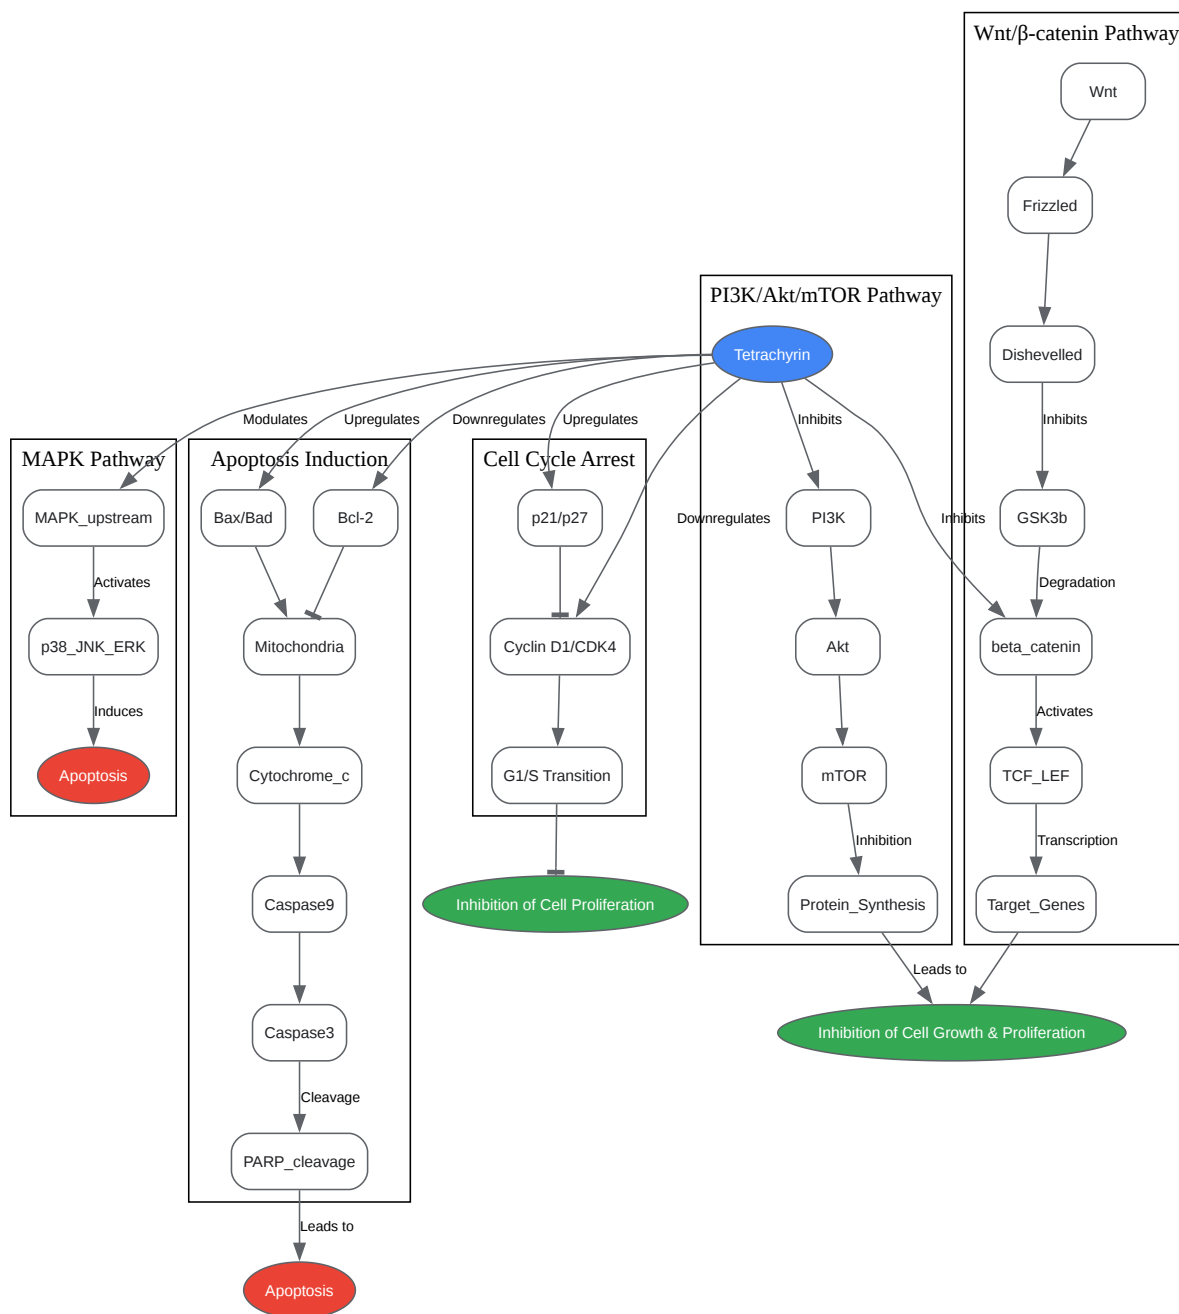 Wnt/β-catenin Pathway
Wnt
Frizzled
PI3K/Akt/mTOR Pathway
Tetrachyrin
Dishevelled
Modulates
Upregulates
Downregulates
Upregulates
Inhibits
Inhibits
MAPK Pathway
Apoptosis Induction
Cell Cycle Arrest
MAPK_upstream
Bax/Bad
Bcl-2
p21/p27
Downregulates
PI3K
Inhibits
GSK3b
Activates
Degradation
p38_JNK_ERK
Mitochondria
Cyclin D1/CDK4
Akt
beta_catenin
Induces
Activates
Apoptosis
Cytochrome_c
G1/S Transition
mTOR
TCF_LEF
Inhibition
Transcription
Caspase9
Inhibition of Cell Proliferation
Protein_Synthesis
Target_Genes
Leads to
Caspase3
Inhibition of Cell Growth & Proliferation
Cleavage
PARP_cleavage
Leads to
Apoptosis